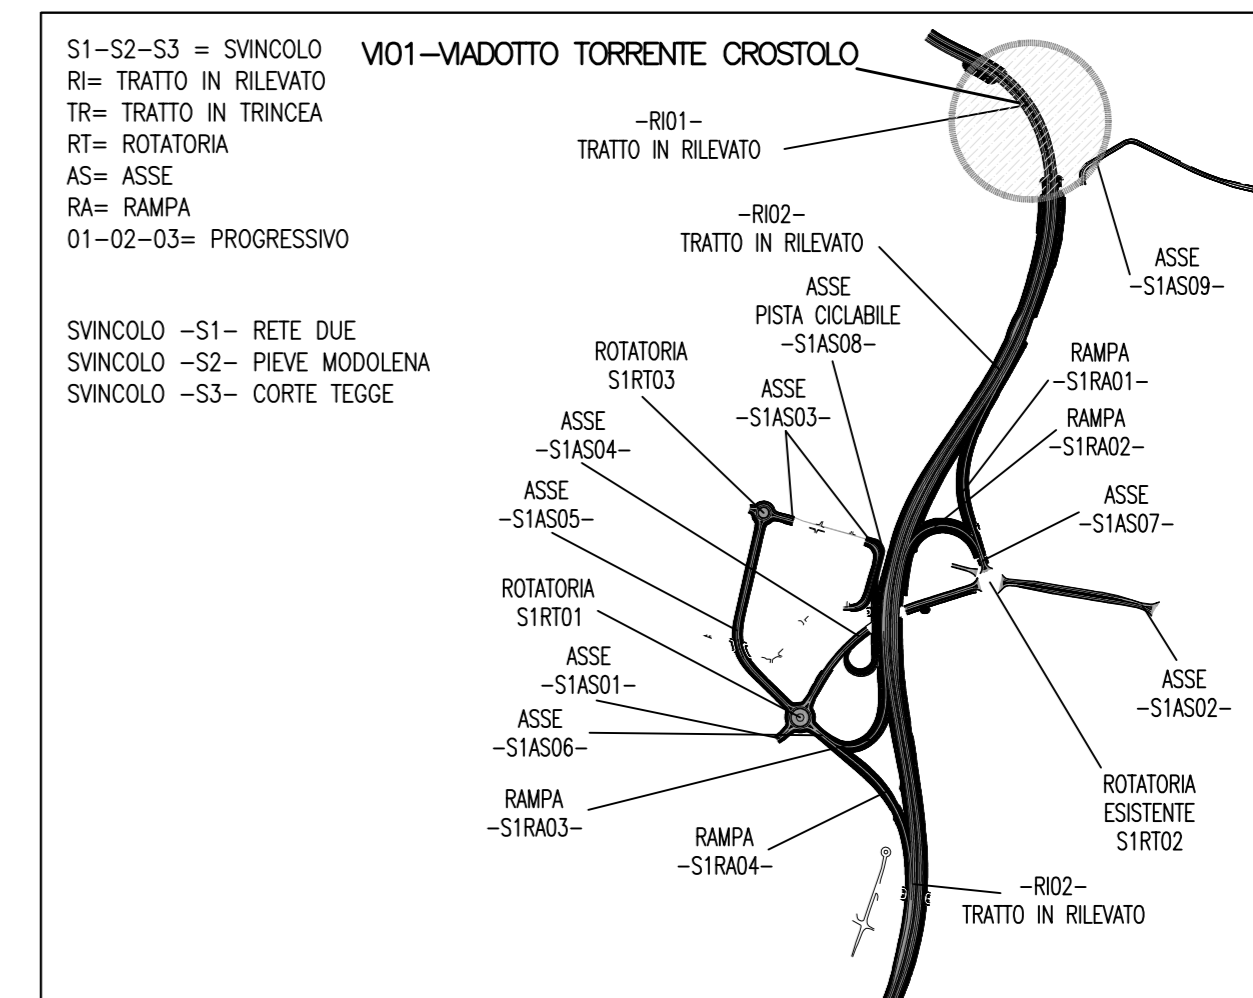 S1-S2-S3 = SVINCOLO
RI= TRATTO IN RILEVATO
TR= TRATTO IN TRINCEA
RT= ROTATORIA
AS= ASSE
RA= RAMPA
01-02-03= PROGRESSIVO
SVINCOLO -S1- RETE DUE
SVINCOLO -S2- PIEVE MODOLENA
SVINCOLO -S3- CORTE TEGGE
VI01-VIADOTTO TORRENTE CROSTOLO
-RI01-
TRATTO IN RILEVATO
-RI02-
TRATTO IN RILEVATO
ASSE
-S1AS09-
ASSE
PISTA CICLABILE
-S1AS08-
ROTATORIA
S1RT03
ASSE
-S1AS03-
RAMPA
-S1RA01-
ASSE
-S1AS04-
RAMPA
-S1RA02-
ASSE
-S1AS05-
ASSE
-S1AS07-
ROTATORIA
S1RT01
ASSE
-S1AS01-
ASSE
-S1AS02-
ASSE
-S1AS06-
RAMPA
-S1RA03-
ROTATORIA
ESISTENTE
S1RT02
RAMPA
-S1RA04-
-RI02-
TRATTO IN RILEVATO